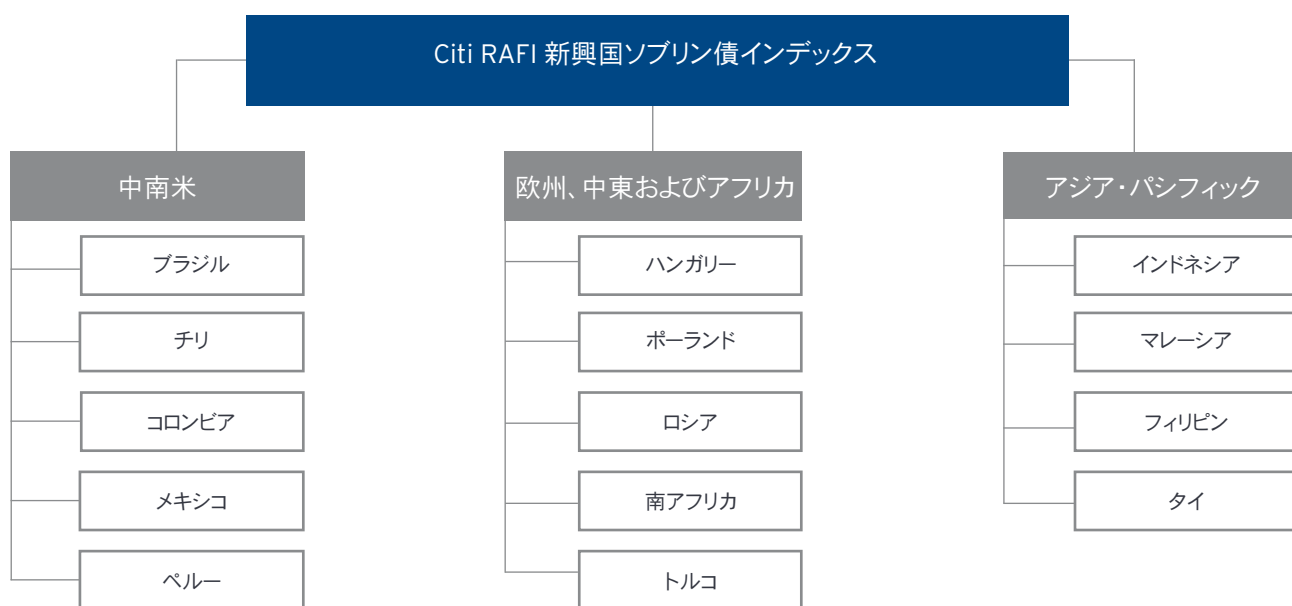 Citi RAFI 新興国ソブリン債インデックス
中南米
ブラジル
チリ
コロンビア
メキシコ
ペルー
欧州、中東およびアフリカ
ハンガリー
ポーランド
ロシア
南アフリカ
トルコ
アジア・パシフィック
インドネシア
マレーシア
フィリピン
タイ